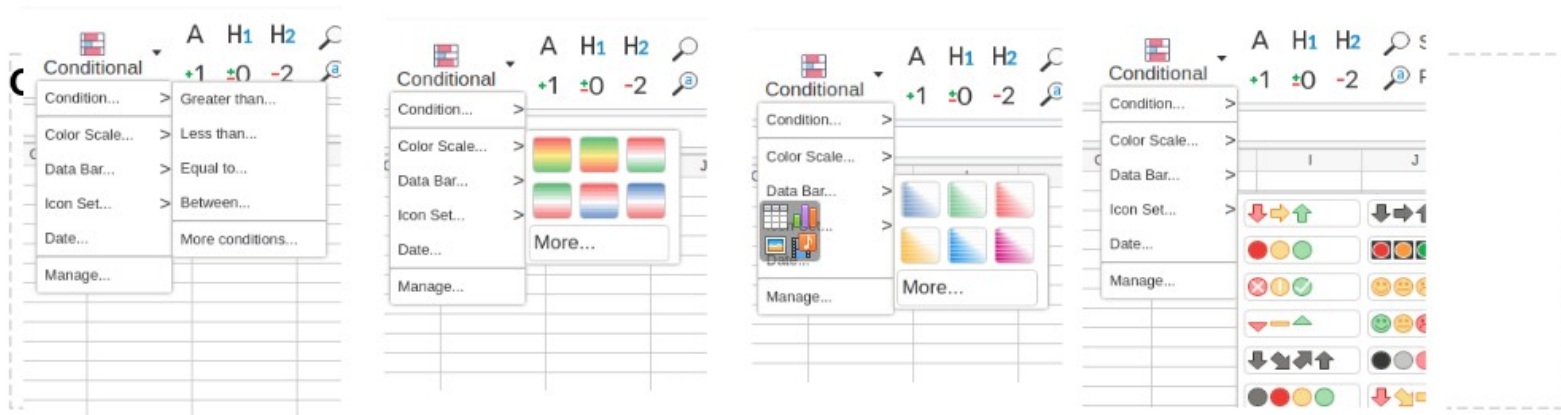 A H1 H2
Conditional
+1 ±0 -2
Condition... >
Greater than...
Color Scale... >
Less than...
Data Bar... >
Equal to...
Icon Set... >
Between...
Date...
More conditions...
Manage...
A H1 H2
Conditional
+1 ±0 -2
Condition... >
Color Scale... >
Data Bar... >
Icon Set... >
Date...
Manage...
More...
J
A H1 H2
Conditional
+1 ±0 -2
Condition... >
Color Scale... >
Data Bar...
Date...
Manage...
More...
A H1 H2
Conditional
+1 ±0 -2
Condition... >
Color Scale... >
Data Bar... >
Icon Set... >
Date...
Manage...
I J